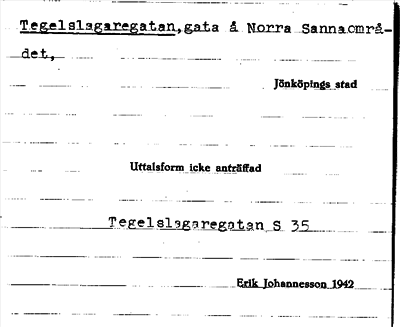 Tegelslagaregatan, gata å Norra Sannaområ-
det,
Jönköpings stad
Uttalsform icke anträffad
Tegelslagaregatan S 35
Erik Johannesson 1942